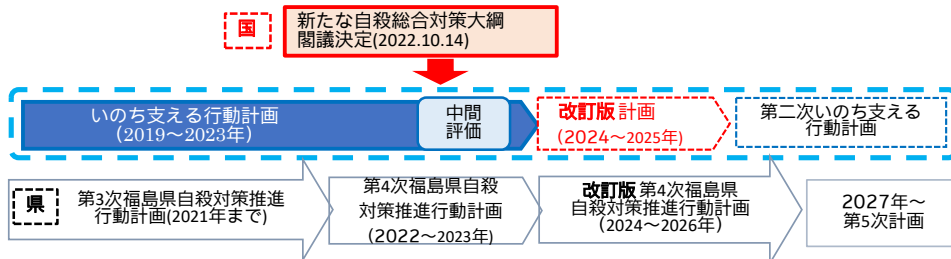 国
新たな自殺総合対策大綱
閣議決定(2022.10.14)
いのち支える行動計画
(2019～2023年)
中間
評価
改訂版 計画
(2024～2025年)
第二次いのち支える
行動計画
県
第3次福島県自殺対策推進
行動計画(2021年まで)
第4次福島県自殺
対策推進行動計画
(2022～2023年)
改訂版 第4次福島県
自殺対策推進行動計画
(2024～2026年)
2027年～
第5次計画